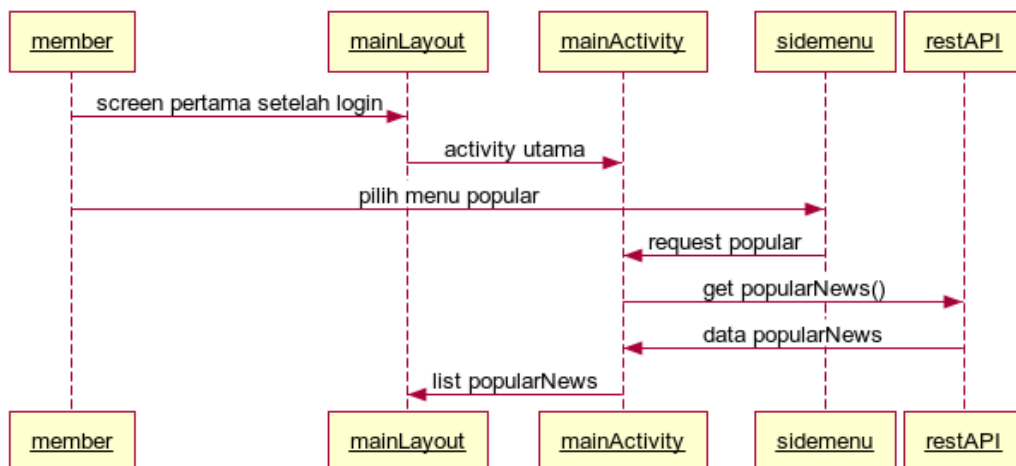 member mainLayout mainActivity sidemenu restAPI
screen pertama setelah login
activity utama
pilih menu popular
request popular
get popularNews()
data popularNews
list popularNews
member mainLayout mainActivity sidemenu restAPI